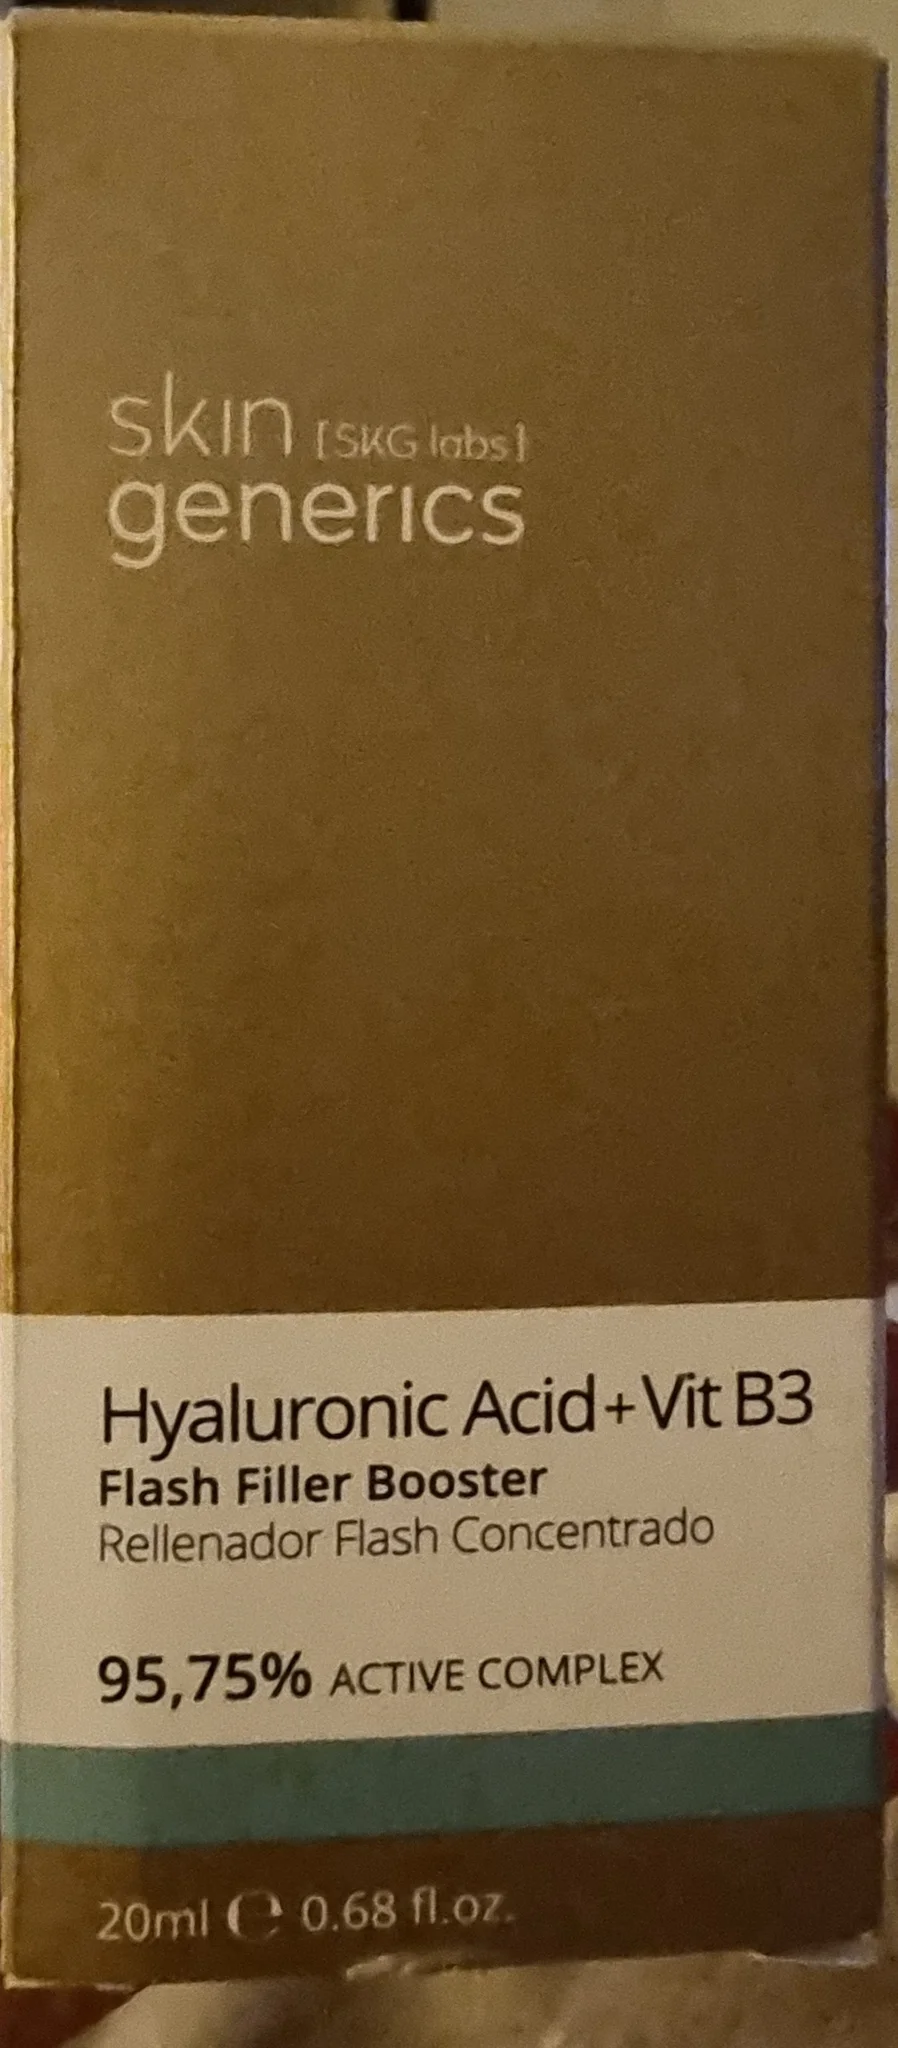 skin [SKG labs]
generics
Hyaluronic Acid+Vit B3
Flash Filler Booster
Rellenador Flash Concentrado
95,75% ACTIVE COMPLEX
20ml ℮ 0.68 fl.oz.